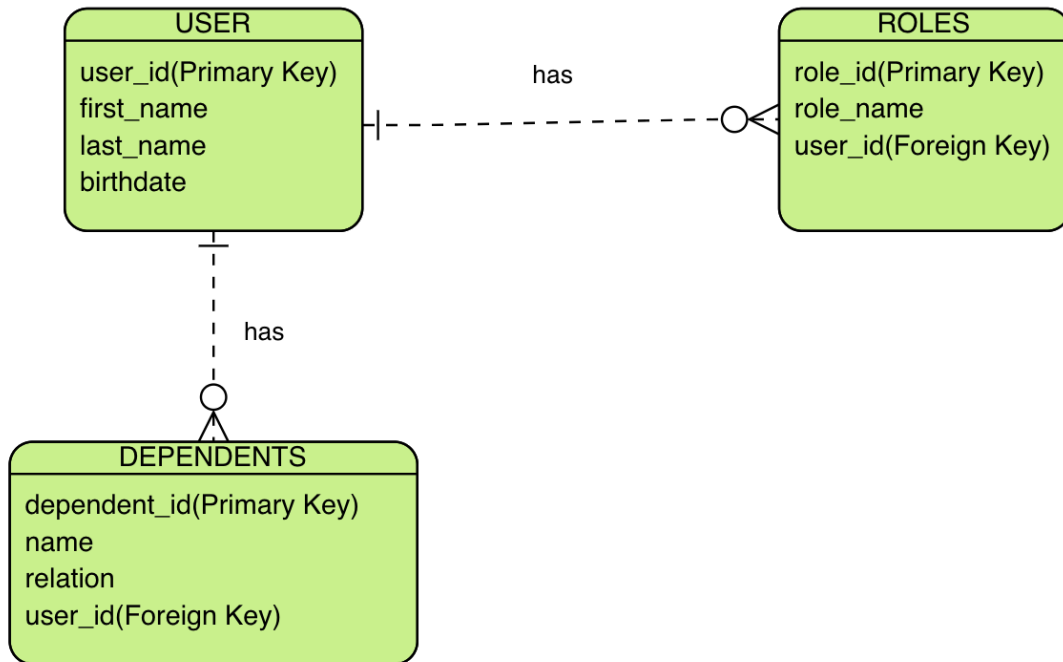 USER
user_id(Primary Key)
first_name
last_name
birthdate
has
ROLES
role_id(Primary Key)
role_name
user_id(Foreign Key)
has
DEPENDENTS
dependent_id(Primary Key)
name
relation
user_id(Foreign Key)